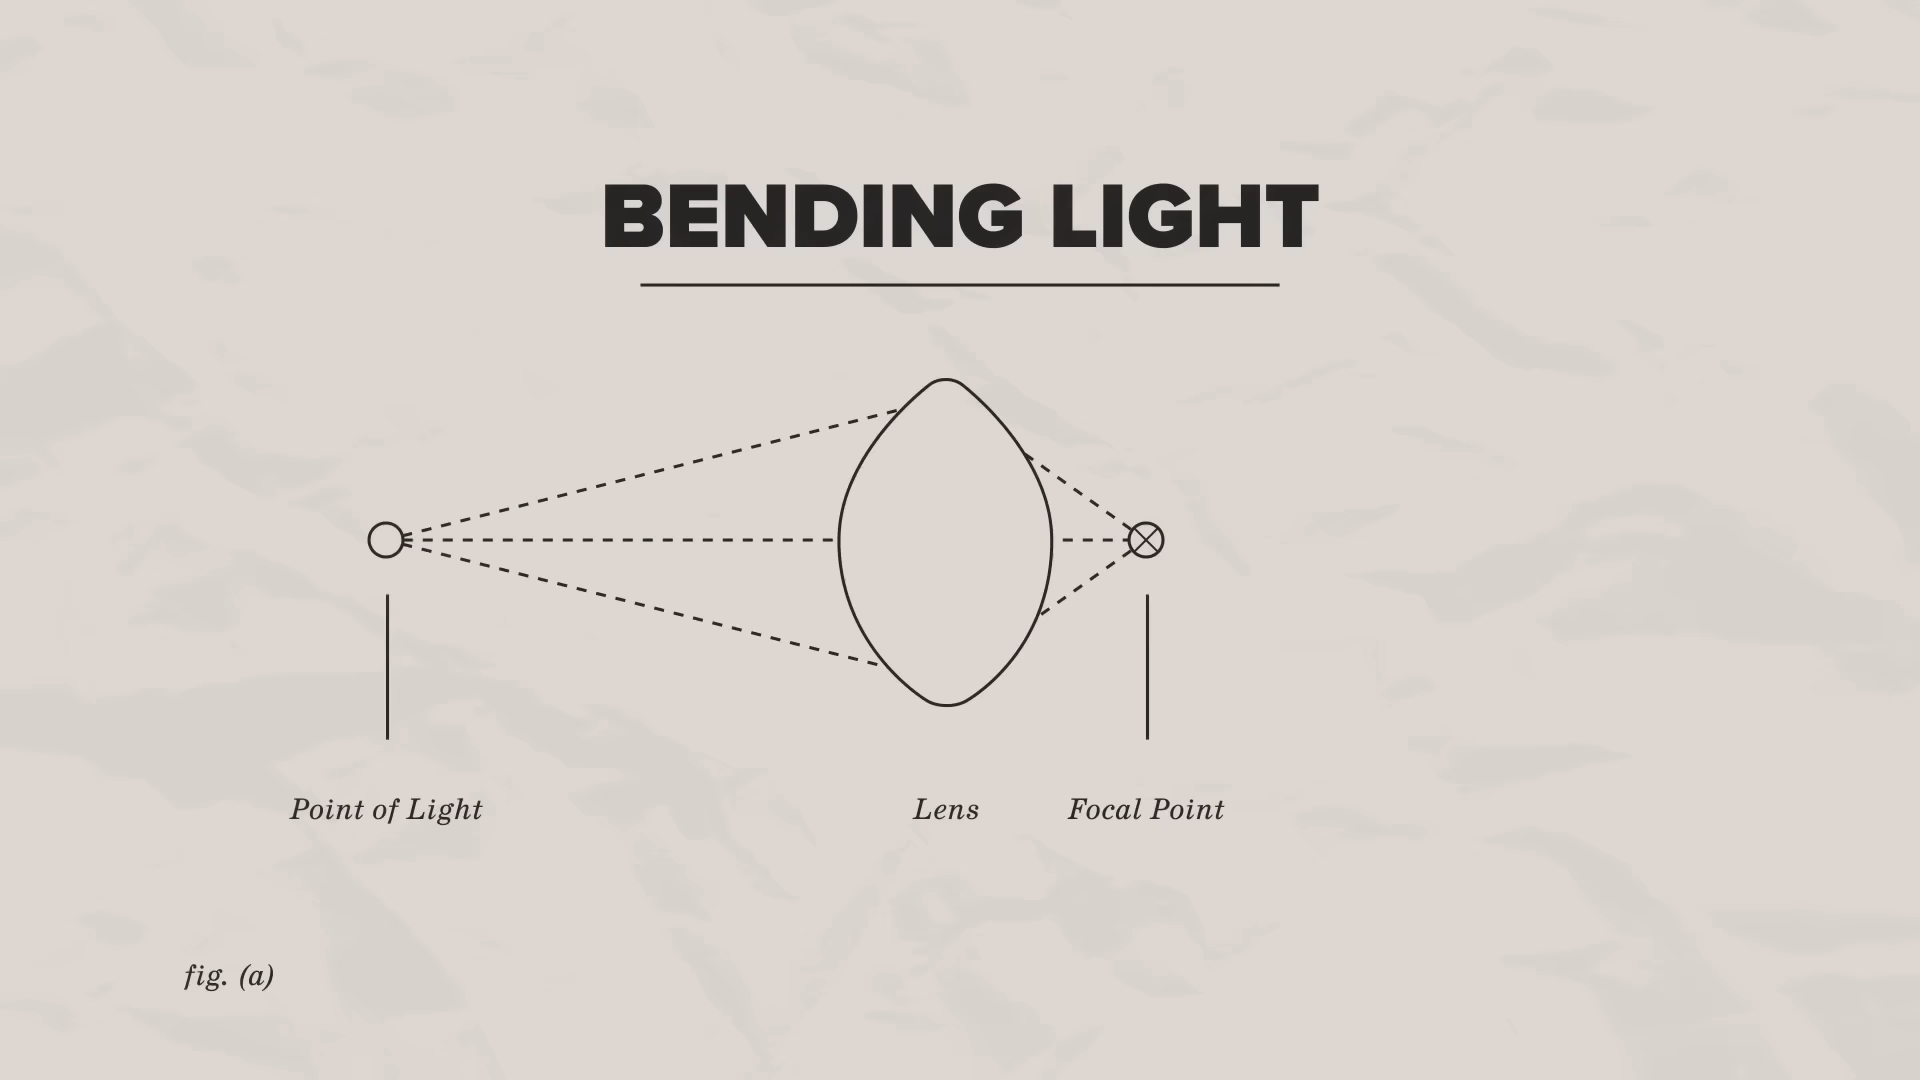 BENDING LIGHT
Point of Light
Lens
Focal Point
fig. (a)